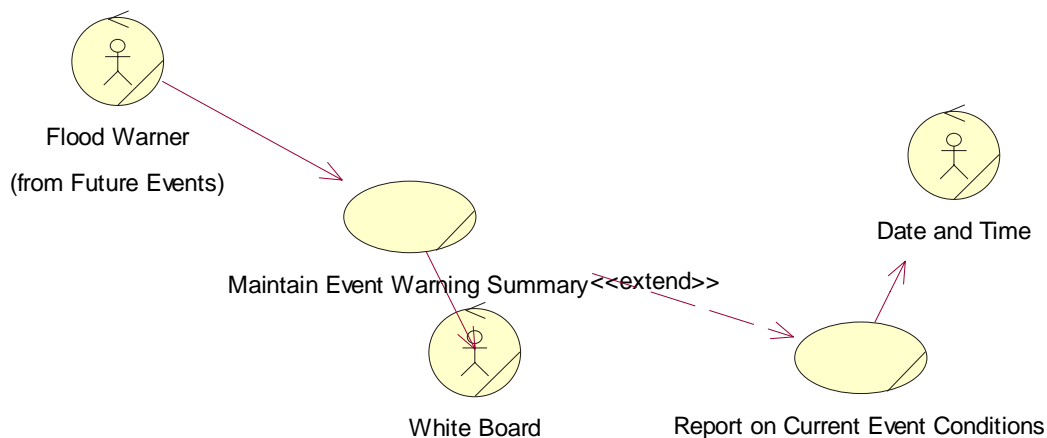 Flood Warner
(from Future Events)
Date and Time
Maintain Event Warning Summary
<<extend>>
White Board
Report on Current Event Conditions